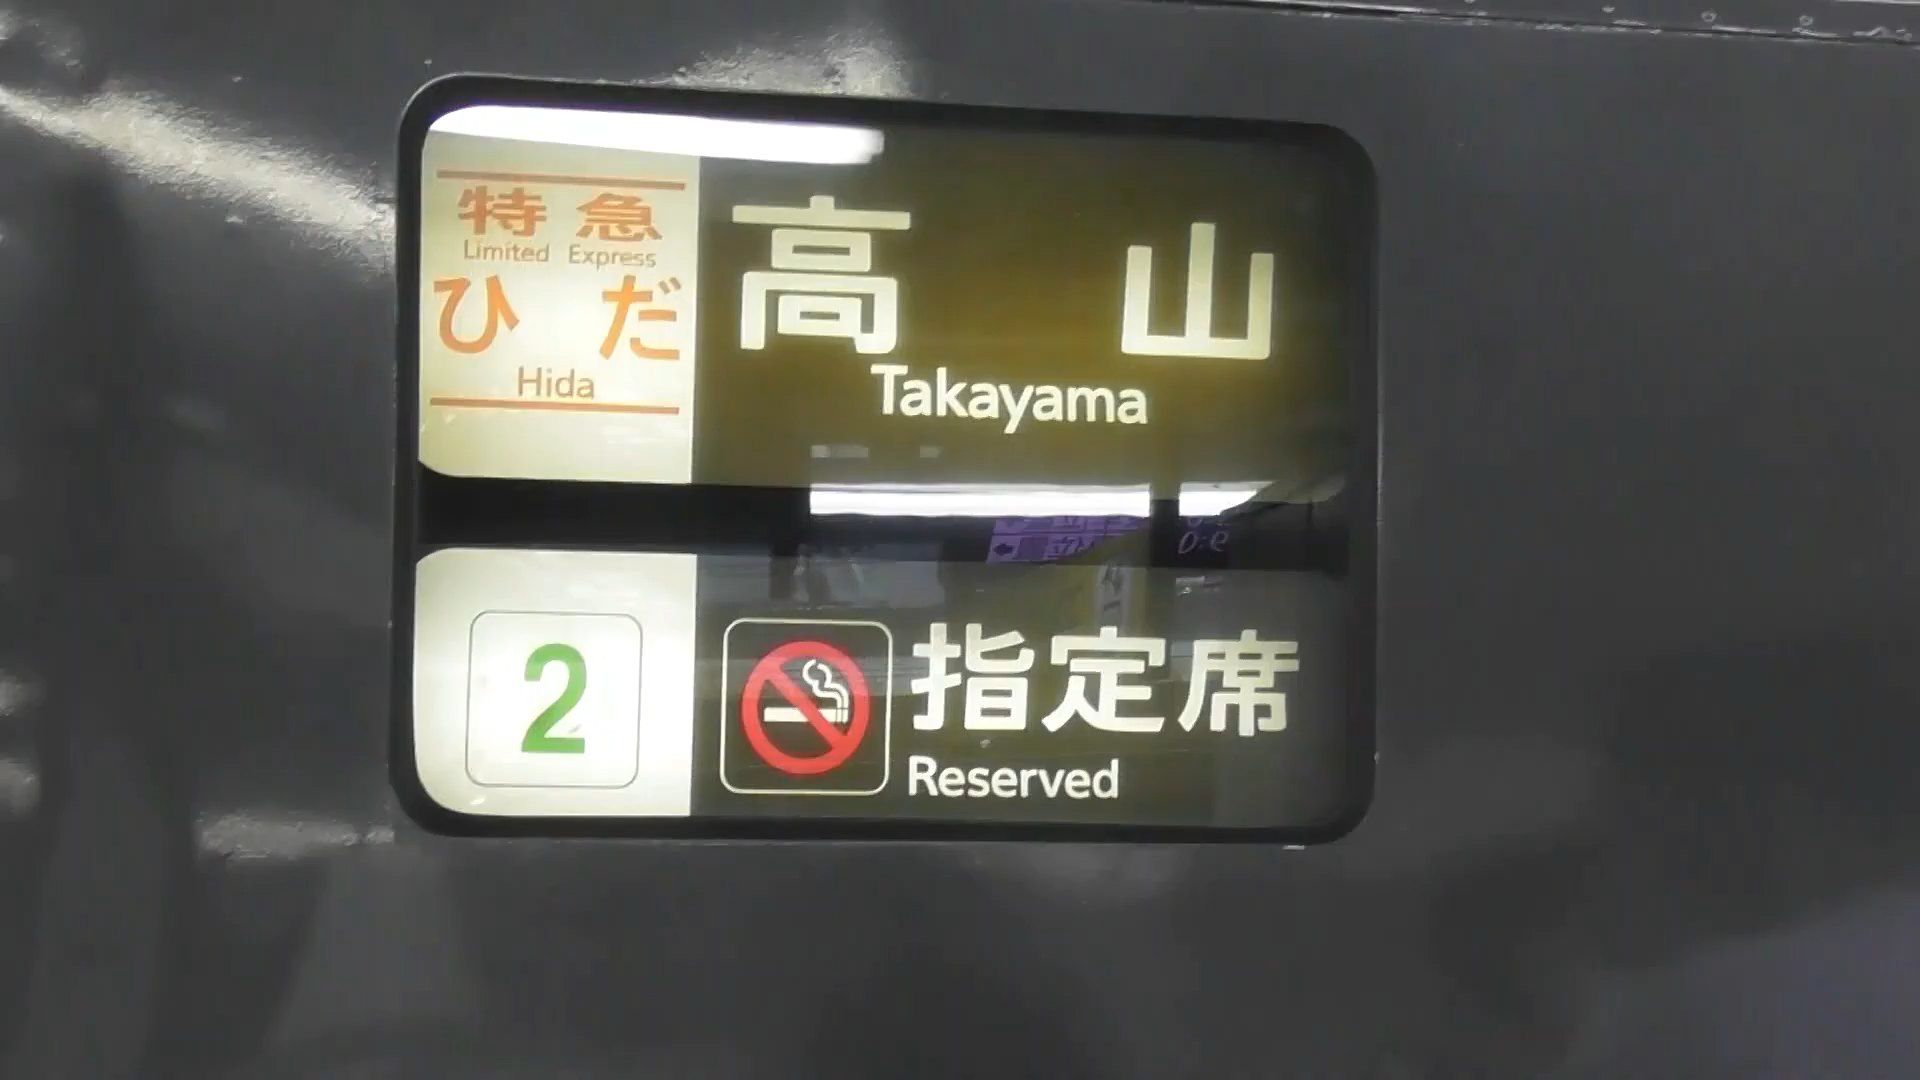 特急
Limited Express
ひだ
Hida
高山
Takayama
2
指定席
Reserved